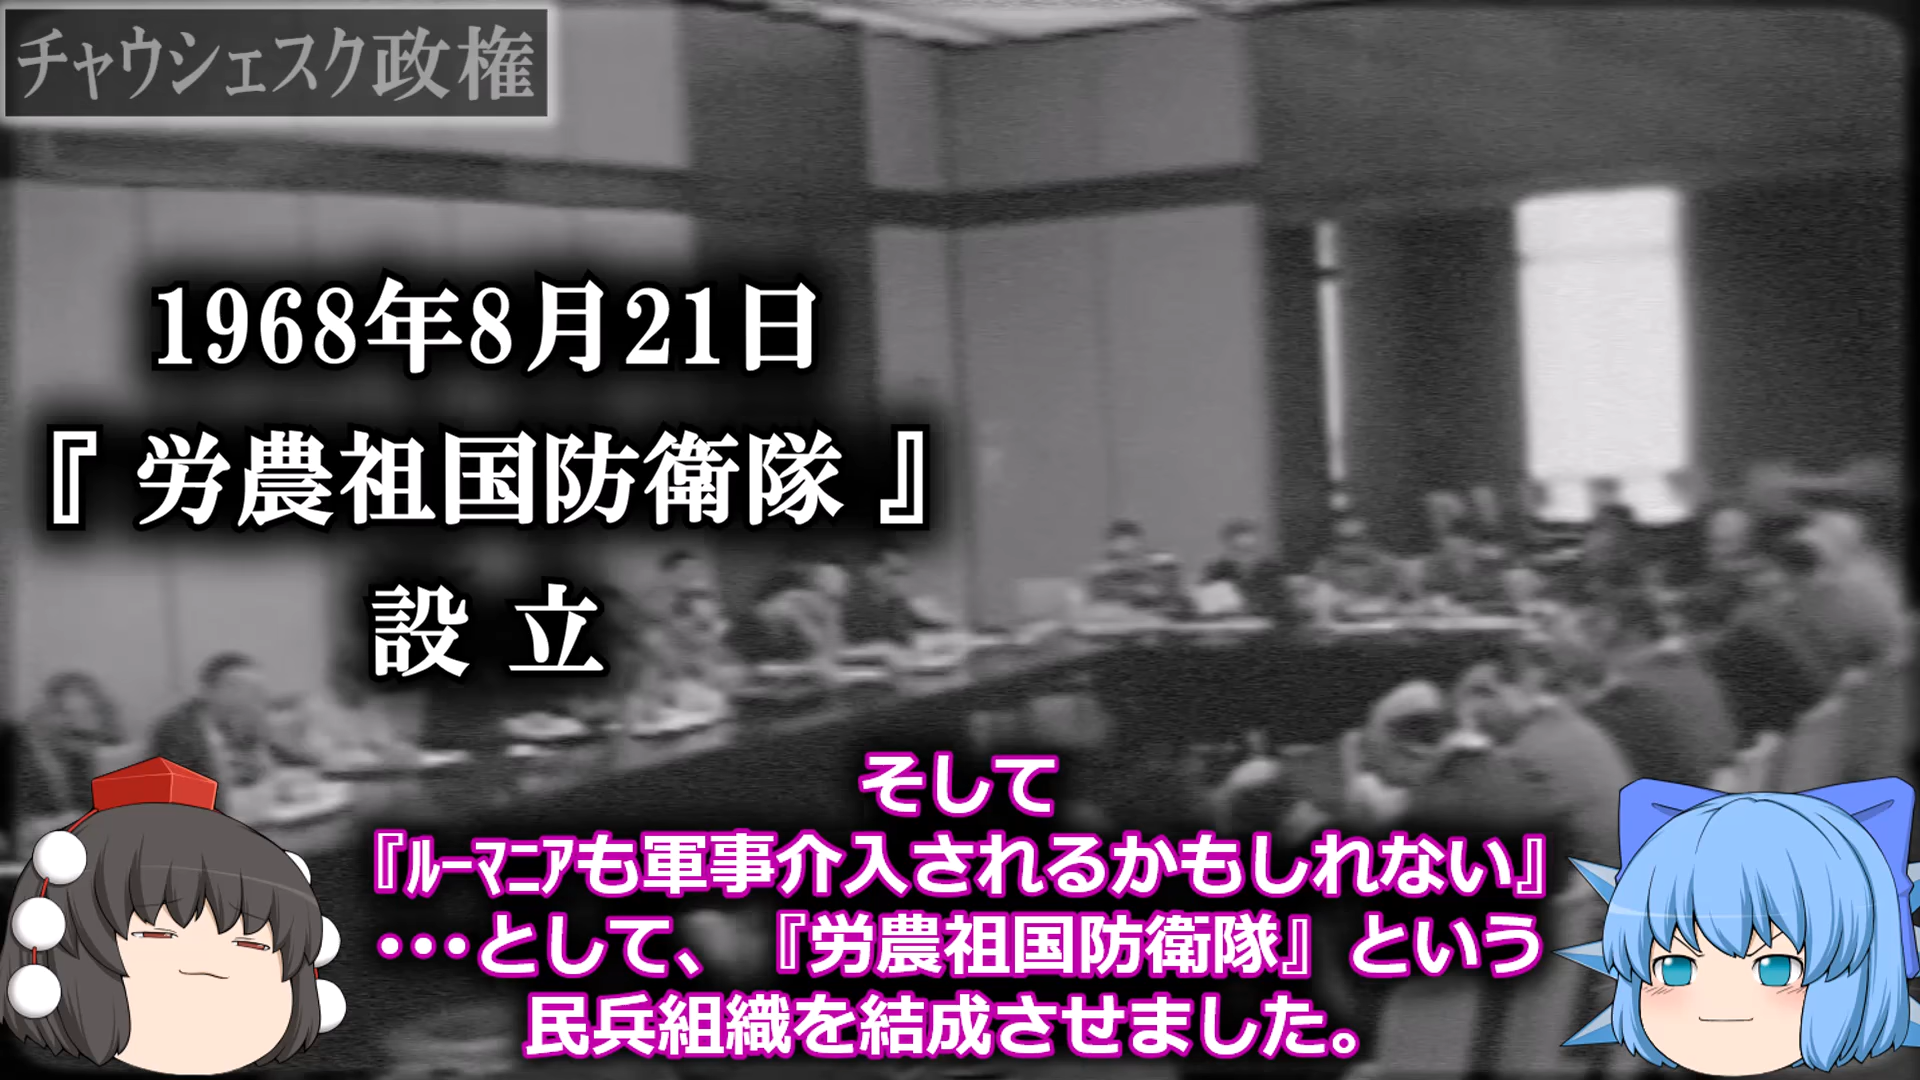 チャウシェスク政権
1968年8月21日
『労農祖国防衛隊』
設立
そして
『ﾙｰﾏﾆｱも軍事介入されるかもしれない』
･･･として、『労農祖国防衛隊』という
民兵組織を結成させました。